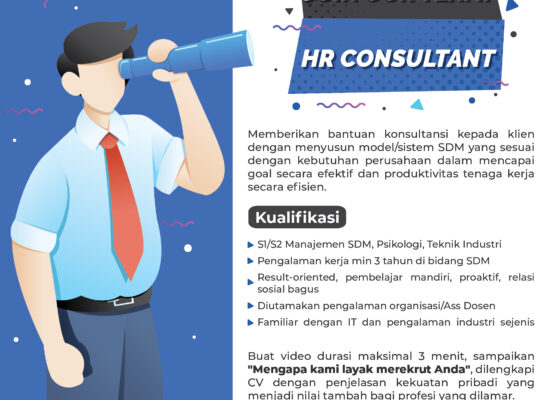 HR CONSULTANT
Memberikan bantuan konsultansi kepada klien
dengan menyusun model/sistem SDM yang sesuai
dengan kebutuhan perusahaan dalam mencapai
goal secara efektif dan produktivitas tenaga kerja
secara efisien.
Kualifikasi
S1/S2 Manajemen SDM, Psikologi, Teknik Industri
Pengalaman kerja min 3 tahun di bidang SDM
Result-oriented, pembelajar mandiri, proaktif, relasi
sosial bagus
Diutamakan pengalaman organisasi/Ass Dosen
Familiar dengan IT dan pengalaman industri sejenis
Buat video durasi maksimal 3 menit, sampaikan
"Mengapa kami layak merekrut Anda", dilengkapi
CV dengan penjelasan kekuatan pribadi yang
menjadi nilai tambah bagi profesi yang dilamar.